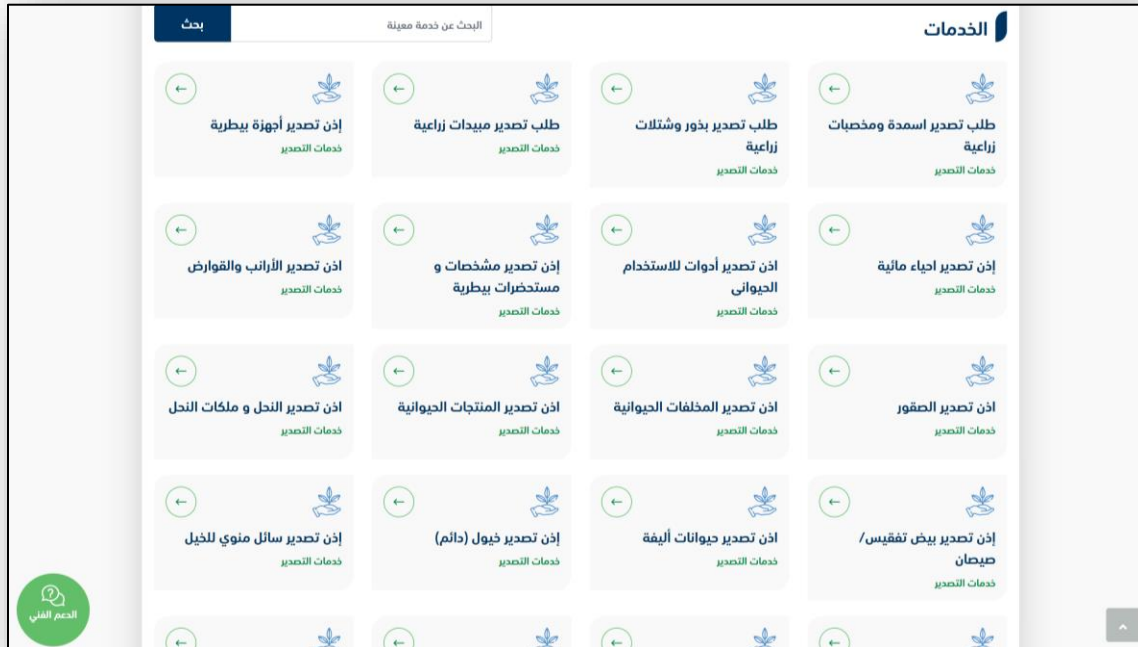 الخدمات
البحث عن خدمة معينة
بحث
طلب تصدير اسمدة ومخصبات
زراعية
خدمات التصدير
طلب تصدير بذور وشتلات
زراعية
خدمات التصدير
طلب تصدير مبيدات زراعية
خدمات التصدير
إذن تصدير أجهزة بيطرية
خدمات التصدير
إذن تصدير احياء مائية
خدمات التصدير
اذن تصدير أدوات للاستخدام
الحيوانى
خدمات التصدير
إذن تصدير مشخصات و
مستحضرات بيطرية
خدمات التصدير
اذن تصدير الأرانب والقوارض
خدمات التصدير
اذن تصدير الصقور
خدمات التصدير
اذن تصدير المخلفات الحيوانية
خدمات التصدير
اذن تصدير المنتجات الحيوانية
خدمات التصدير
اذن تصدير النحل و ملكات النحل
خدمات التصدير
إذن تصدير بيض تفقيس/
صيصان
خدمات التصدير
اذن تصدير حيوانات أليفة
خدمات التصدير
إذن تصدير خيول (دائم)
خدمات التصدير
إذن تصدير سائل منوي للخيل
خدمات التصدير
الدعم الفني